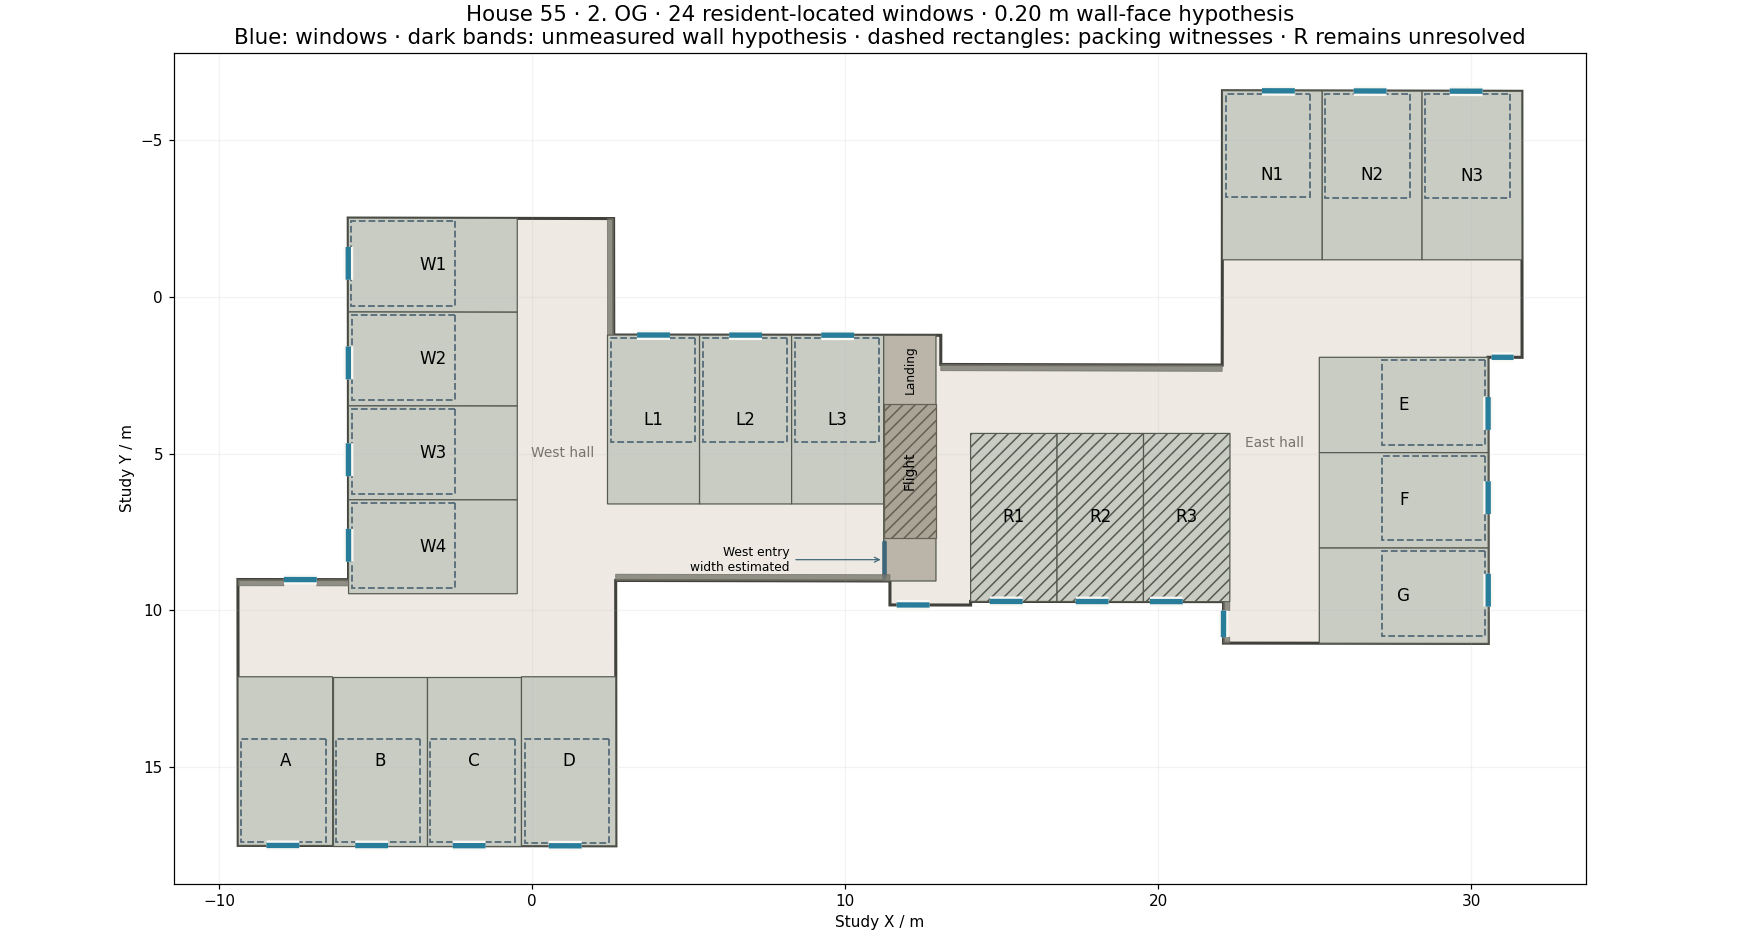 House 55 · 2. OG · 24 resident-located windows · 0.20 m wall-face hypothesis
Blue: windows · dark bands: unmeasured wall hypothesis · dashed rectangles: packing witnesses · R remains unresolved
N1 N2 N3
W1
W2
W3
W4
West hall
L1 L2 L3
Landing
Flight
West entry
width estimated
R1 R2 R3
East hall
E
F
G
A B C D
−5
0
5
10
15
Study Y / m
−10 0 10 20 30
Study X / m